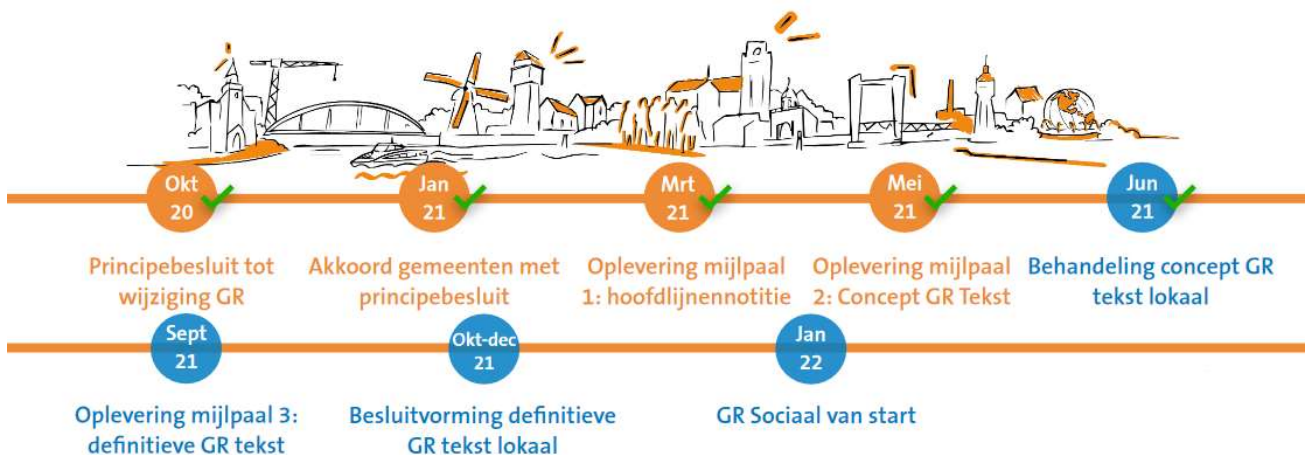 Okt
20
Jan
21
Mrt
21
Mei
21
Jun
21
Principebesluit tot
wijziging GR
Akkoord gemeenten met
principebesluit
Oplevering mijlpaal
1: hoofdlijnennotitie
Oplevering mijlpaal
2: Concept GR Tekst
Behandeling concept GR
tekst lokaal
Sept
21
Okt-dec
21
Jan
22
Oplevering mijlpaal 3:
definitieve GR tekst
Besluitvorming definitieve
GR tekst lokaal
GR Sociaal van start